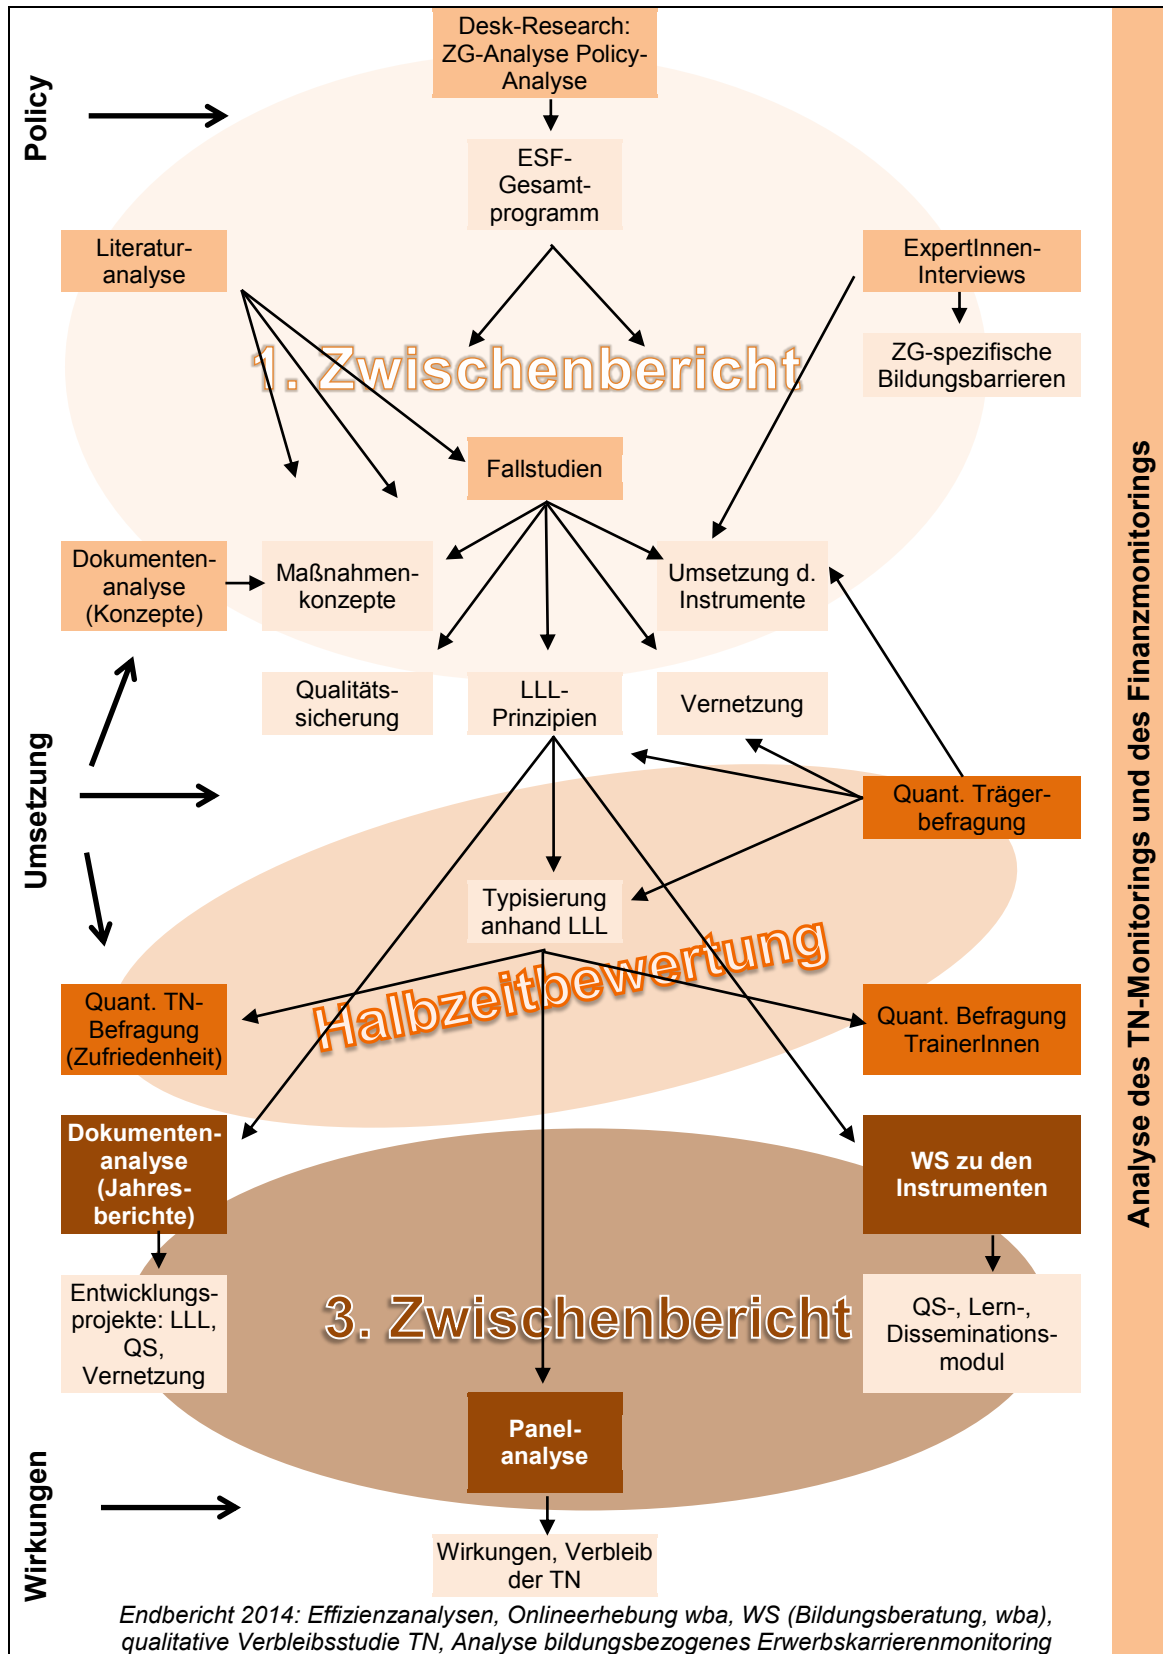 Desk-Research:
ZG-Analyse Policy-
Analyse
Policy
ESF-
Gesamt-
programm
Literatur-
analyse
ExpertInnen-
Interviews
ZG-spezifische
Bildungsbarrieren
1. Zwischenbericht
Fallstudien
Dokumenten-
analyse
(Konzepte)
Maßnahmen-
konzepte
Umsetzung d.
Instrumente
Qualitäts-
sicherung
LLL-
Prinzipien
Vernetzung
Umsetzung
Quant. Träger-
befragung
Typisierung
anhand LLL
Halbzeitbewertung
Quant. TN-
Befragung
(Zufriedenheit)
Quant. Befragung
TrainerInnen
Dokumenten-
analyse
(Jahres-
berichte)
WS zu den
Instrumenten
Entwicklungs-
projekte: LLL,
QS,
Vernetzung
3. Zwischenbericht
QS-, Lern-,
Disseminations-
modul
Panel-
analyse
Wirkungen
Wirkungen, Verbleib
der TN
Endbericht 2014: Effizienzanalysen, Onlineerhebung wba, WS (Bildungsberatung, wba),
qualitative Verbleibsstudie TN, Analyse bildungsbezogenes Erwerbskarrierenmonitoring
Analyse des TN-Monitorings und des Finanzmonitorings